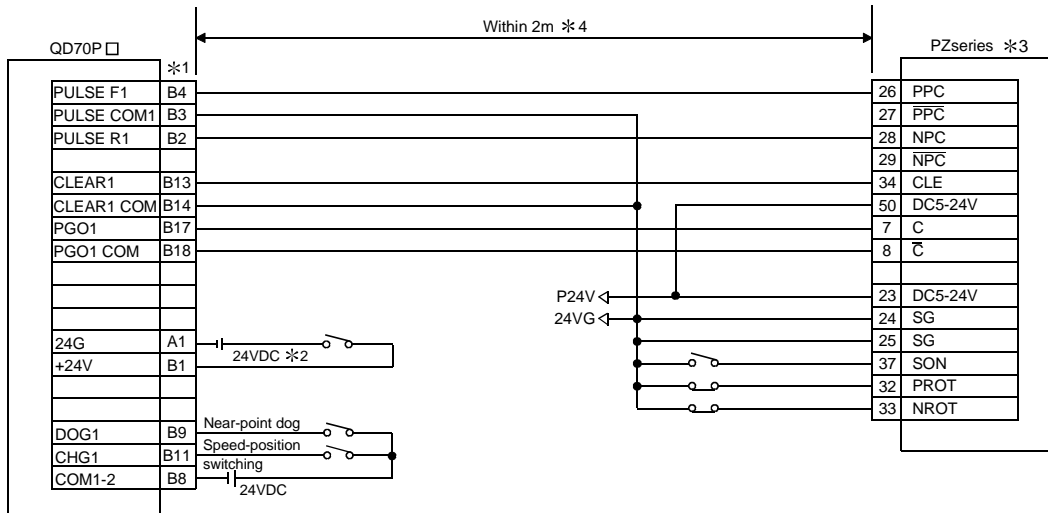 Within 2m *4
QD70P□
PZseries *3
*1
PULSE F1 B4
26 PPC
PULSE COM1 B3
27 P̅P̅C̅
PULSE R1 B2
28 NPC
29 N̅P̅C̅
CLEAR1 B13
34 CLE
CLEAR1 COM B14
50 DC5-24V
PGO1 B17
7 C
PGO1 COM B18
8 C̅
P24V
23 DC5-24V
24VG
24 SG
25 SG
24G A1
24VDC *2
37 SON
+24V B1
32 PROT
33 NROT
DOG1 B9
Near-point dog
CHG1 B11
Speed-position
switching
COM1-2 B8
24VDC